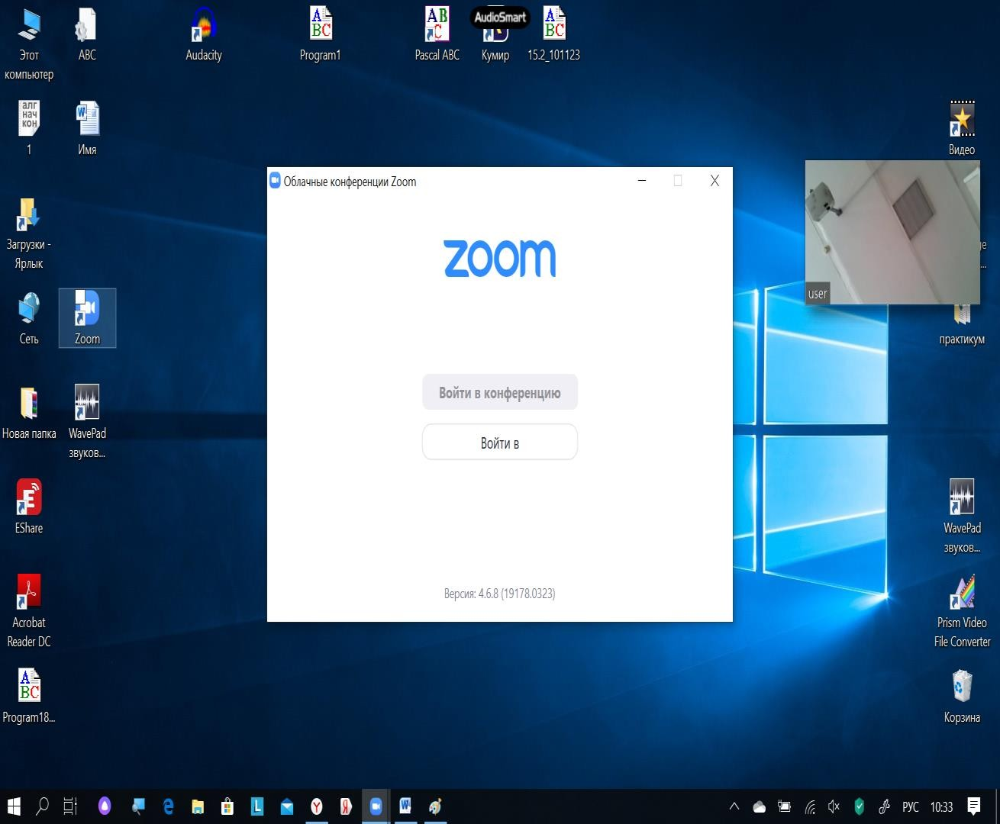 AudioSmart
Этот
компьютер
ABC
Audacity
Program1
Pascal ABC
Кумир
15.2_101123
алг
нач
кон
1
Имя
Видео
Облачные конференции Zoom
zoom
user
Загрузки -
Ярлык
Сеть
Zoom
практикум
Войти в конференцию
Войти в
Новая папка
WavePad
звуков...
EShare
WavePad
звуков...
Версия: 4.6.8 (19178.0323)
Acrobat
Reader DC
Prism Video
File Converter
Program18...
Корзина
РУС
10:33